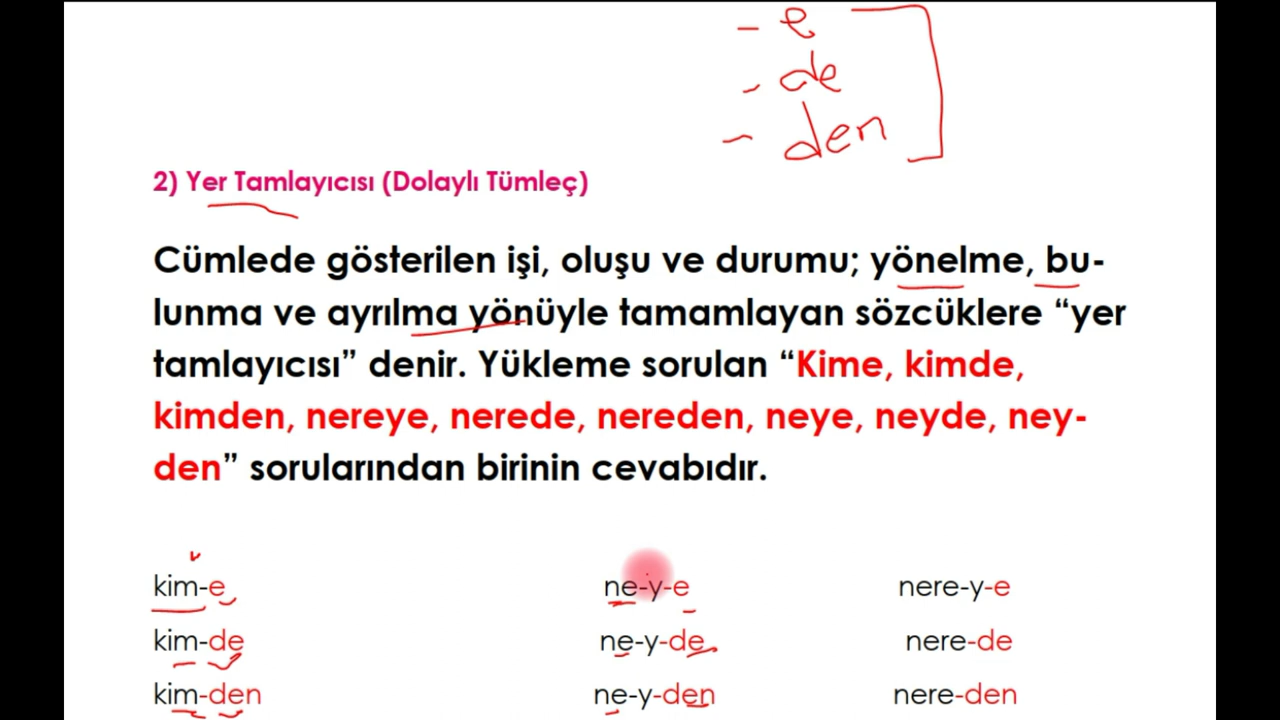 - e
- de
- den
2) Yer Tamlayıcısı (Dolaylı Tümleç)
Cümlede gösterilen işi, oluşu ve durumu; yönelme, bu-
lunma ve ayrılma yönüyle tamamlayan sözcüklere “yer
tamlayıcısı” denir. Yükleme sorulan “Kime, kimde,
kimden, nereye, nerede, nereden, neye, neyde, ney-
den” sorularından birinin cevabıdır.
kim-e ne-y-e nere-y-e
kim-de ne-y-de nere-de
kim-den ne-y-den nere-den